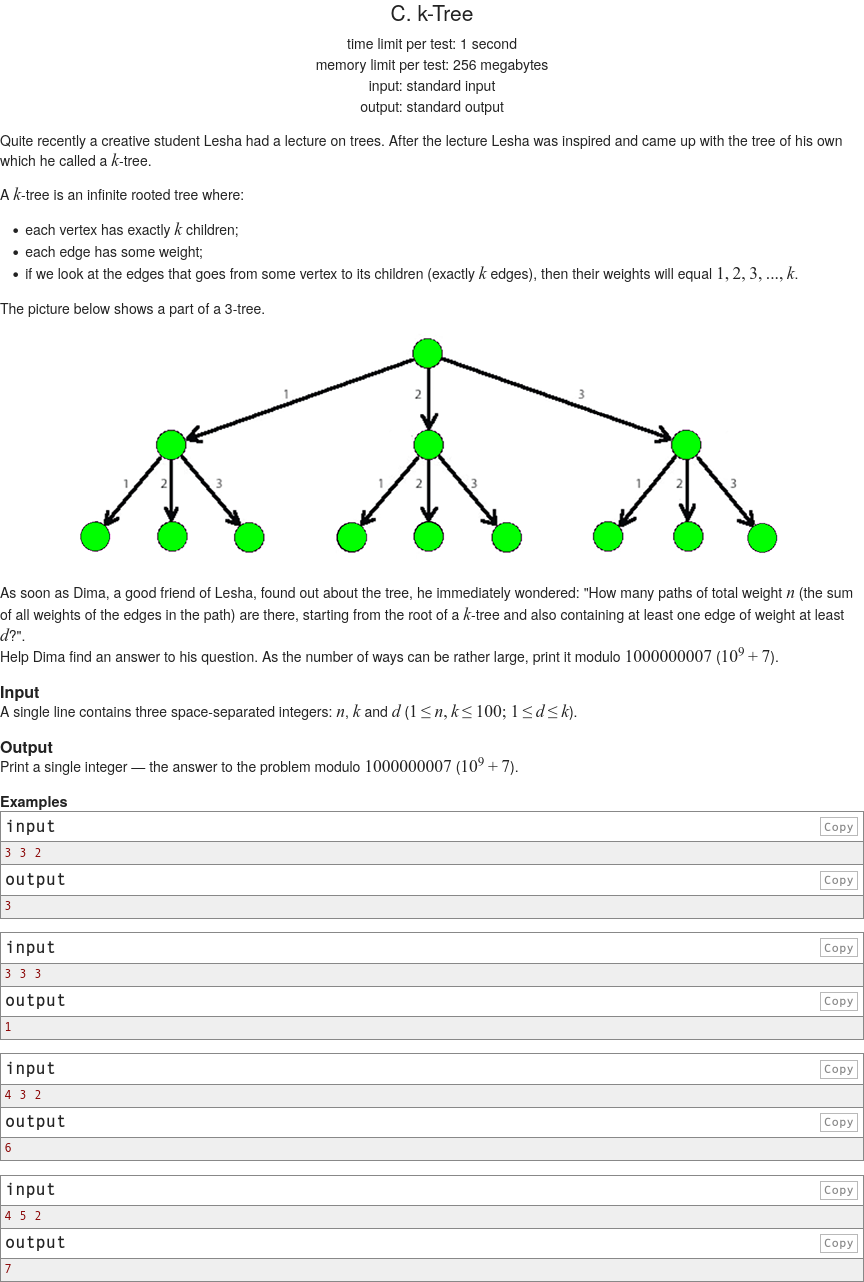 C. k-Tree
time limit per test: 1 second
memory limit per test: 256 megabytes
input: standard input
output: standard output
Quite recently a creative student Lesha had a lecture on trees. After the lecture Lesha was inspired and came up with the tree of his own
which he called a k-tree.
A k-tree is an infinite rooted tree where:
• each vertex has exactly k children;
• each edge has some weight;
• if we look at the edges that goes from some vertex to its children (exactly k edges), then their weights will equal 1, 2, 3, ..., k.
The picture below shows a part of a 3-tree.
1 2 3
1 2 3 1 2 3 1 2 3
As soon as Dima, a good friend of Lesha, found out about the tree, he immediately wondered: "How many paths of total weight n (the sum
of all weights of the edges in the path) are there, starting from the root of a k-tree and also containing at least one edge of weight at least
d?".
Help Dima find an answer to his question. As the number of ways can be rather large, print it modulo 1000000007 (10⁹ + 7).
Input
A single line contains three space-separated integers: n, k and d (1 ≤ n, k ≤ 100; 1 ≤ d ≤ k).
Output
Print a single integer — the answer to the problem modulo 1000000007 (10⁹ + 7).
Examples
input Copy
3 3 2
output Copy
3
input Copy
3 3 3
output Copy
1
input Copy
4 3 2
output Copy
6
input Copy
4 5 2
output Copy
7